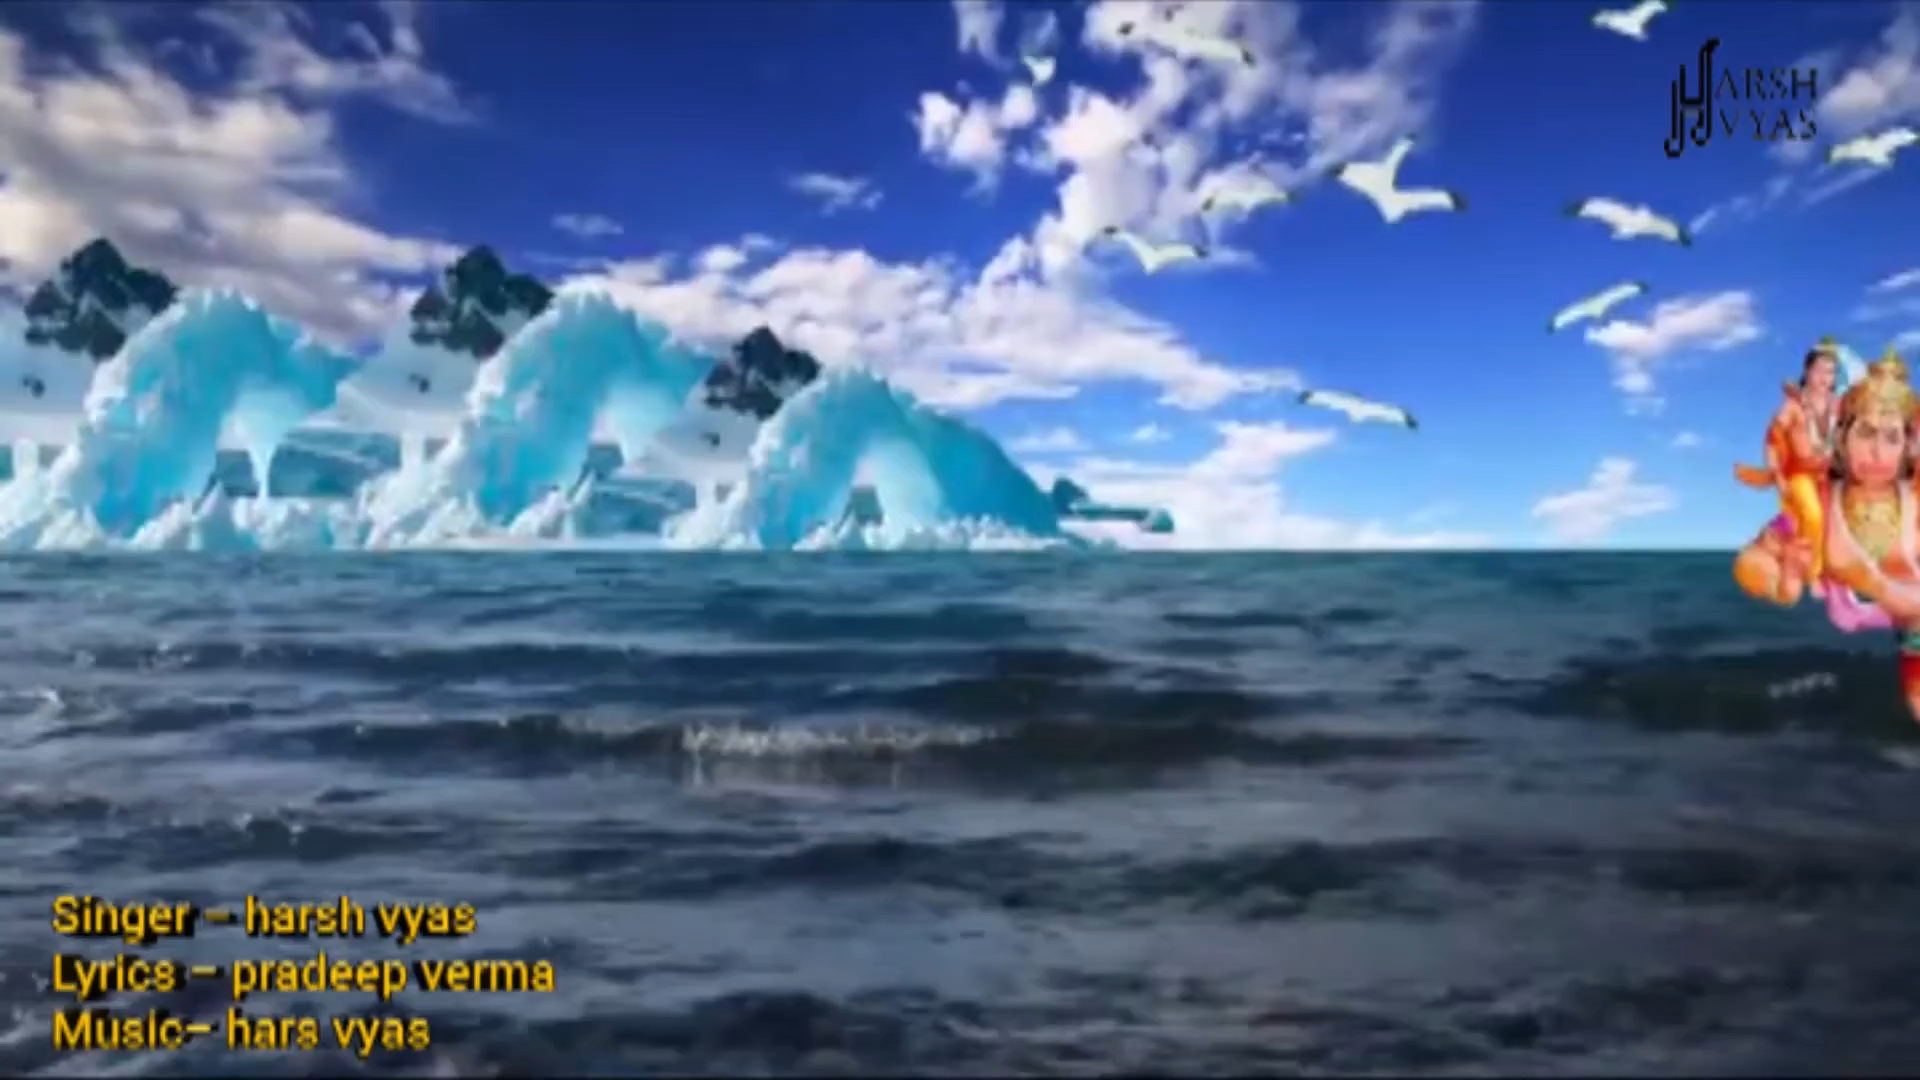 HARSH
VYAS
Singer - harsh vyas
Lyrics - pradeep verma
Music- hars vyas